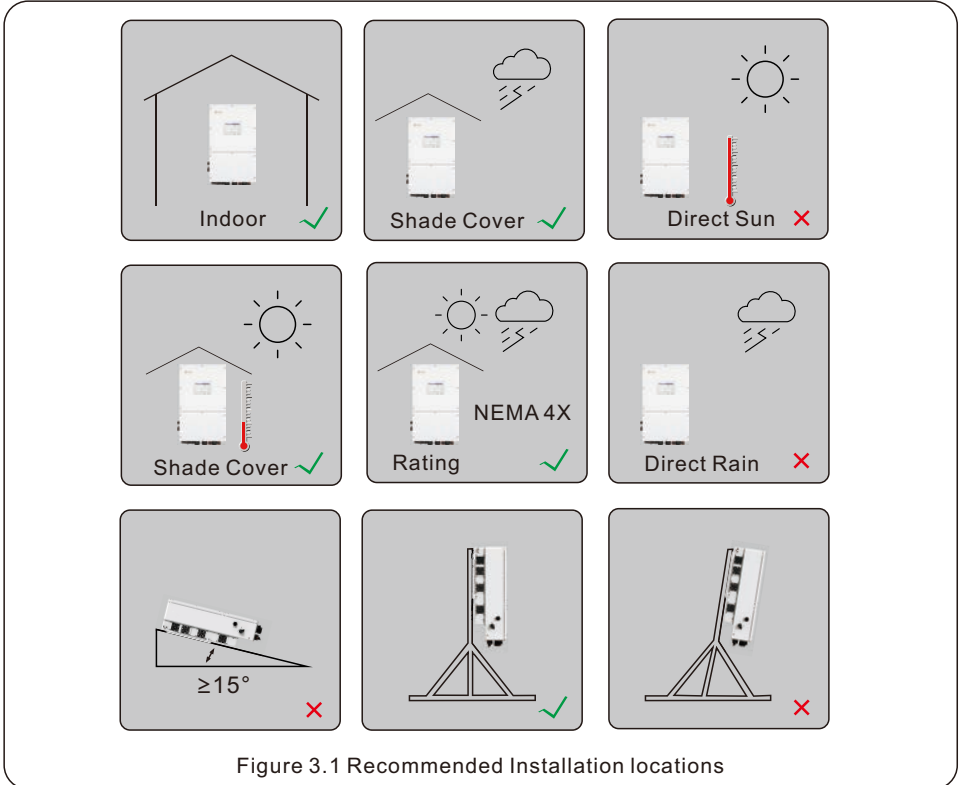 Indoor
Shade Cover
Direct Sun
Shade Cover
NEMA 4X
Rating
Direct Rain
≥15°
Figure 3.1 Recommended Installation locations